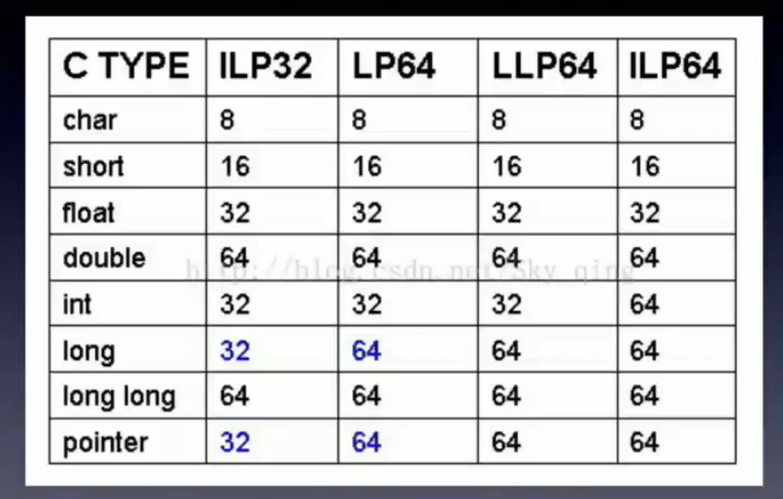 C TYPE ILP32 LP64 LLP64 ILP64
char 8 8 8 8
short 16 16 16 16
float 32 32 32 32
double 64 64 64 64
http://blog.csdn.net/Sky_qing
int 32 32 32 64
long 32 64 64 64
long long 64 64 64 64
pointer 32 64 64 64